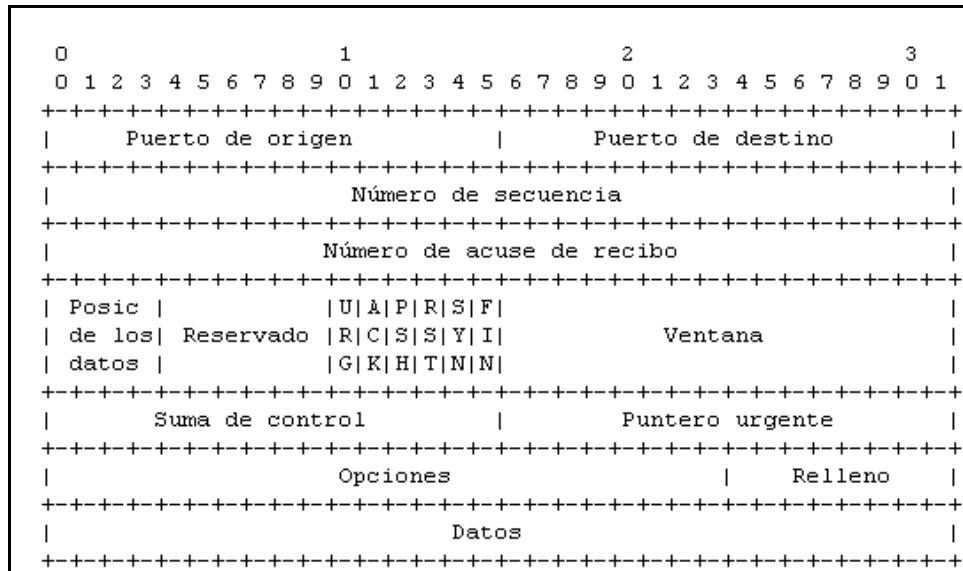 0                   1                   2                   3
0 1 2 3 4 5 6 7 8 9 0 1 2 3 4 5 6 7 8 9 0 1 2 3 4 5 6 7 8 9 0 1
+-+-+-+-+-+-+-+-+-+-+-+-+-+-+-+-+-+-+-+-+-+-+-+-+-+-+-+-+-+-+-+-+
|     Puerto de origen          |      Puerto de destino        |
+-+-+-+-+-+-+-+-+-+-+-+-+-+-+-+-+-+-+-+-+-+-+-+-+-+-+-+-+-+-+-+-+
|                     Número de secuencia                       |
+-+-+-+-+-+-+-+-+-+-+-+-+-+-+-+-+-+-+-+-+-+-+-+-+-+-+-+-+-+-+-+-+
|                   Número de acuse de recibo                   |
+-+-+-+-+-+-+-+-+-+-+-+-+-+-+-+-+-+-+-+-+-+-+-+-+-+-+-+-+-+-+-+-+
| Posic |           |U|A|P|R|S|F|                               |
| de los| Reservado |R|C|S|S|Y|I|           Ventana             |
| datos |           |G|K|H|T|N|N|                               |
+-+-+-+-+-+-+-+-+-+-+-+-+-+-+-+-+-+-+-+-+-+-+-+-+-+-+-+-+-+-+-+-+
|       Suma de control         |        Puntero urgente        |
+-+-+-+-+-+-+-+-+-+-+-+-+-+-+-+-+-+-+-+-+-+-+-+-+-+-+-+-+-+-+-+-+
|                    Opciones                   |    Relleno    |
+-+-+-+-+-+-+-+-+-+-+-+-+-+-+-+-+-+-+-+-+-+-+-+-+-+-+-+-+-+-+-+-+
|                            Datos                              |
+-+-+-+-+-+-+-+-+-+-+-+-+-+-+-+-+-+-+-+-+-+-+-+-+-+-+-+-+-+-+-+-+